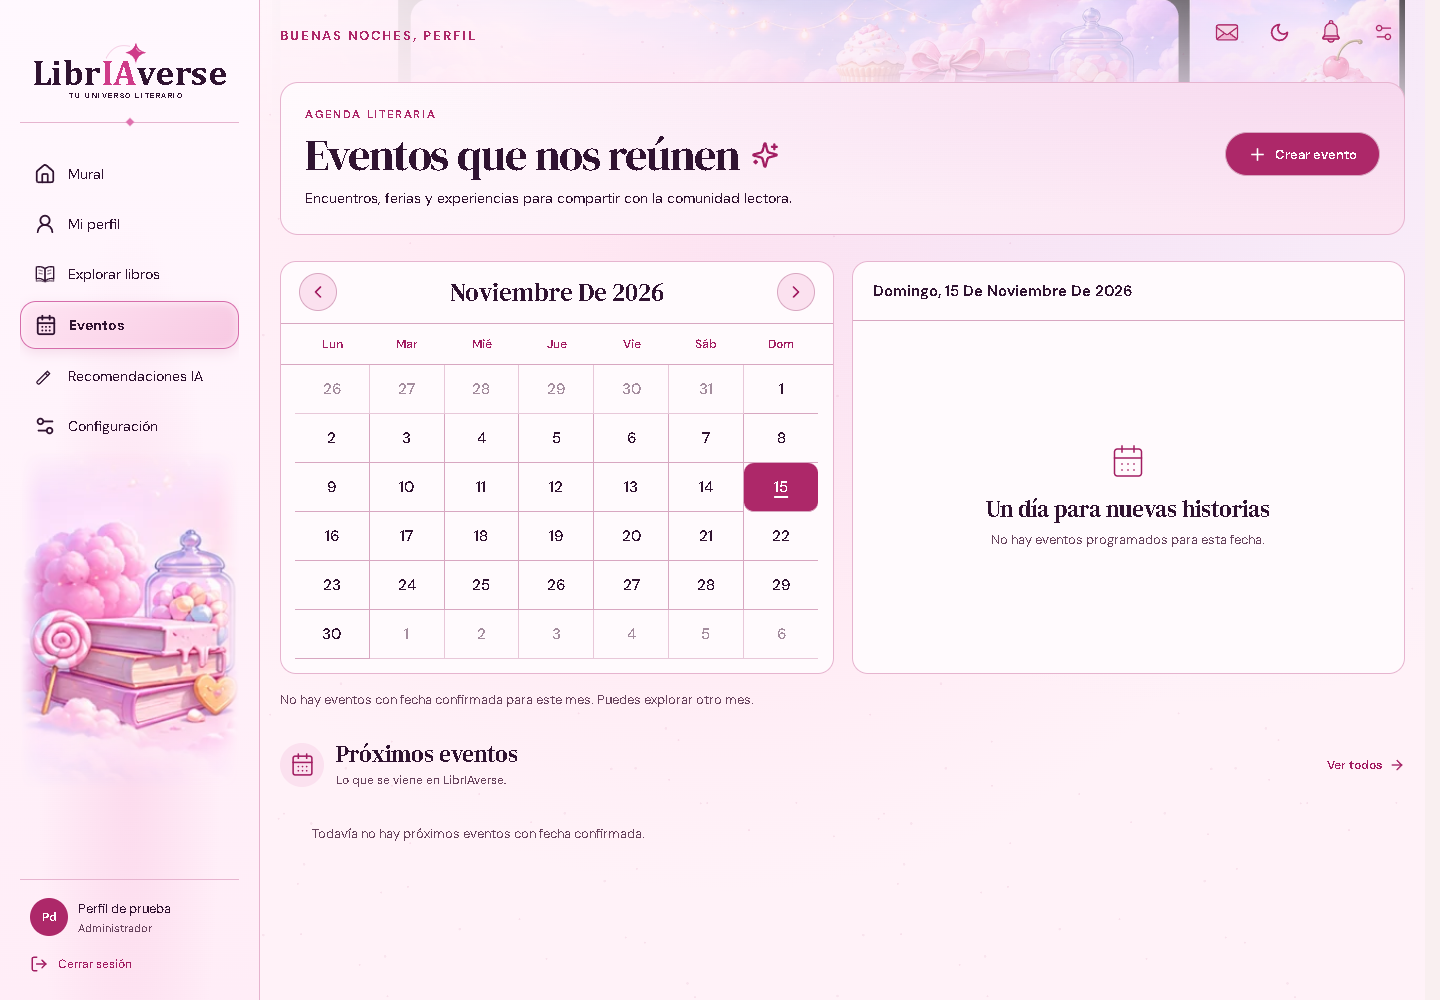 LibrIAverse
TU UNIVERSO LITERARIO
Mural
Mi perfil
Explorar libros
Eventos
Recomendaciones IA
Configuración
Pd
Perfil de prueba
Administrador
Cerrar sesión
BUENAS NOCHES, PERFIL
AGENDA LITERARIA
Eventos que nos reúnen
Encuentros, ferias y experiencias para compartir con la comunidad lectora.
Crear evento
Noviembre De 2026
Lun Mar Mié Jue Vie Sáb Dom
26 27 28 29 30 31 1
2 3 4 5 6 7 8
9 10 11 12 13 14 15
16 17 18 19 20 21 22
23 24 25 26 27 28 29
30 1 2 3 4 5 6
Domingo, 15 De Noviembre De 2026
Un día para nuevas historias
No hay eventos programados para esta fecha.
No hay eventos con fecha confirmada para este mes. Puedes explorar otro mes.
Próximos eventos
Lo que se viene en LibrIAverse.
Ver todos
Todavía no hay próximos eventos con fecha confirmada.